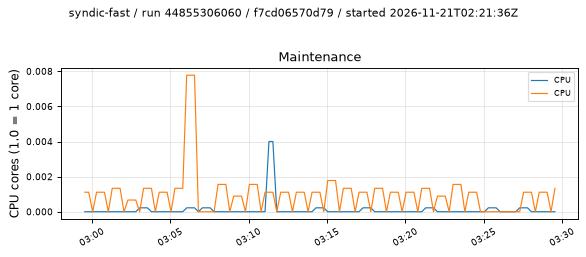 syndic-fast / run 44855306060 / f7cd06570d79 / started 2026-11-21T02:21:36Z
Maintenance
CPU cores (1.0 = 1 core)
0.008
0.006
0.004
0.002
0.000
CPU
CPU
03:00
03:05
03:10
03:15
03:20
03:25
03:30